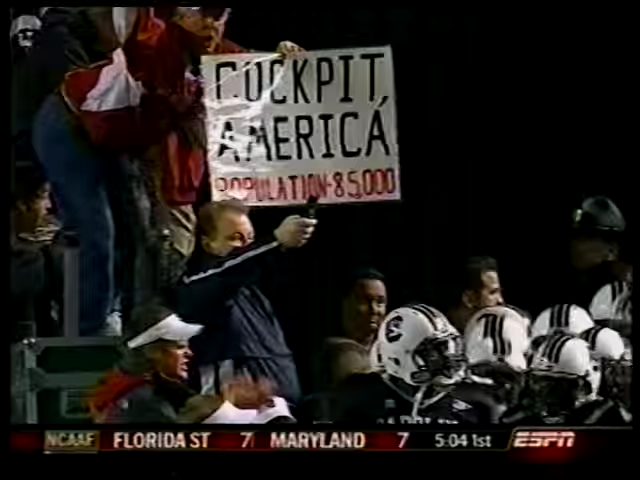 COCKPIT,
AMERICA
POPULATION-85,000
NCAAF FLORIDA ST 7 MARYLAND 7 5:04 1st ESPN